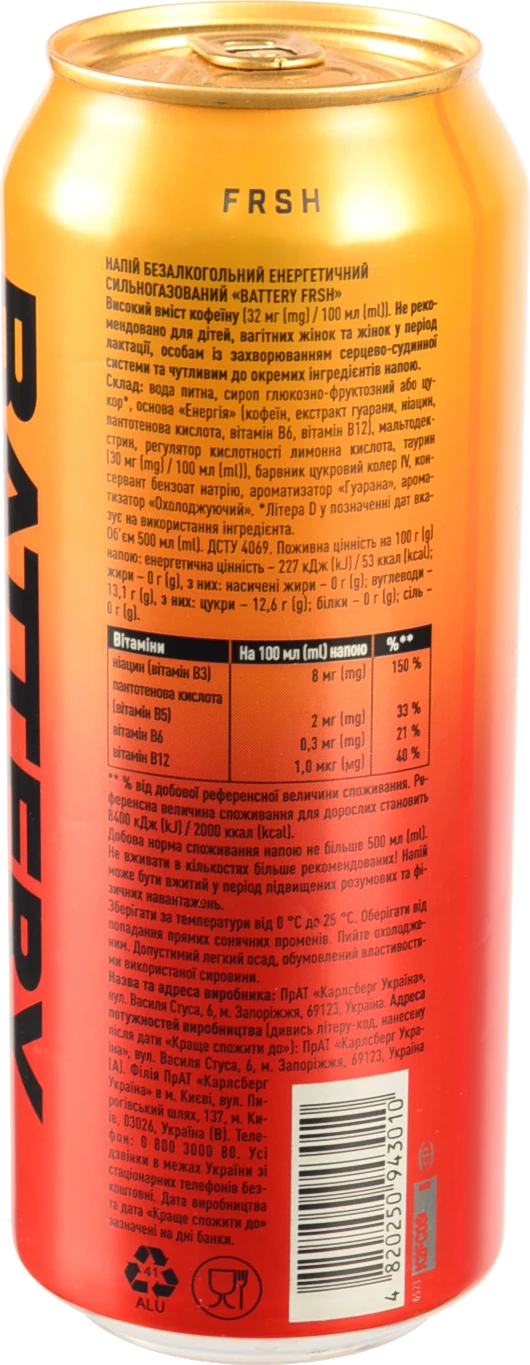 FRSH
НАПІЙ БЕЗАЛКОГОЛЬНИЙ ЕНЕРГЕТИЧНИЙ
СИЛЬНОГАЗОВАНИЙ «BATTERY FRSH»
Високий вміст кофеїну (32 мг (mg) / 100 мл (ml)). Не реко-
мендовано для дітей, вагітних жінок та жінок у період
лактації, особам із захворюванням серцево-судинної
системи та чутливим до окремих інгредієнтів напою.
Склад: вода питна, сироп глюкозно-фруктозний або цу-
кор*, основа «Енергія» (кофеїн, екстракт гуарани, ніацин,
пантотенова кислота, вітамін В6, вітамін В12), мальтодек-
стрин, регулятор кислотності лимонна кислота, таурин
(30 мг (mg) / 100 мл (ml)), барвник цукровий колер IV, кон-
сервант бензоат натрію, ароматизатор «Гуарана», арома-
тизатор «Охолоджуючий». *Літера D у позначенні дат вка-
зує на використання інгредієнта.
Об'єм 500 мл (ml). ДСТУ 4069. Поживна цінність на 100 г (g)
напою: енергетична цінність – 227 кДж (kJ) / 53 ккал (kcal);
жири – 0 г (g), з них: насичені жири – 0 г (g); вуглеводи –
13,1 г (g), з них: цукри – 12,6 г (g); білки – 0 г (g); сіль –
0 г (g).
Вітаміни На 100 мл (ml) напою %**
ніацин (вітамін В3) 8 мг (mg) 150 %
пантотенова кислота
(вітамін В5) 2 мг (mg) 33 %
вітамін В6 0,3 мг (mg) 21 %
вітамін В12 1,0 мкг (µg) 40 %
** % від добової референсної величини споживання. Ре-
ференсна величина споживання для дорослих становить
8400 кДж (kJ) / 2000 ккал (kcal).
Добова норма споживання напою не більше 500 мл (ml).
Не вживати в кількостях більше рекомендованих! Напій
може бути вжитий у період підвищених розумових та фі-
зичних навантажень.
Зберігати за температури від 0 °С до 25 °С. Оберігати від
попадання прямих сонячних променів. Пийте охолодже-
ним. Допустимий легкий осад, обумовлений властивостя-
ми використаної сировини.
Назва та адреса виробника: ПрАТ «Карлсберг Україна»,
вул. Василя Стуса, 6, м. Запоріжжя, 69123, Україна. Адреса
потужностей виробництва (дивись літеру-код, нанесену
після дати «Краще спожити до»): ПрАТ «Карлсберг Укра-
їна», вул. Василя Стуса, 6, м. Запоріжжя, 69123, Україна
(А). Філія ПрАТ «Карлсберг
Україна» в м. Києві, вул. Пи-
рогівський шлях, 137, м. Ки-
їв, 03026, Україна (В). Теле-
фон: 0 800 3000 80. Усі
дзвінки в межах України зі
стаціонарних телефонів без-
коштовні. Дата виробництва
та дата «Краще спожити до»
зазначені на дні банки.
BATTERY
4 820250 943010
41
ALU
6523